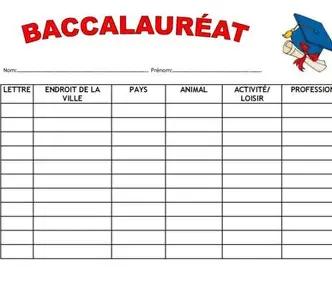 BACCALAURÉAT
Nom: Prénom:
LETTRE ENDROIT DE LA VILLE PAYS ANIMAL ACTIVITÉ/ LOISIR PROFESSION